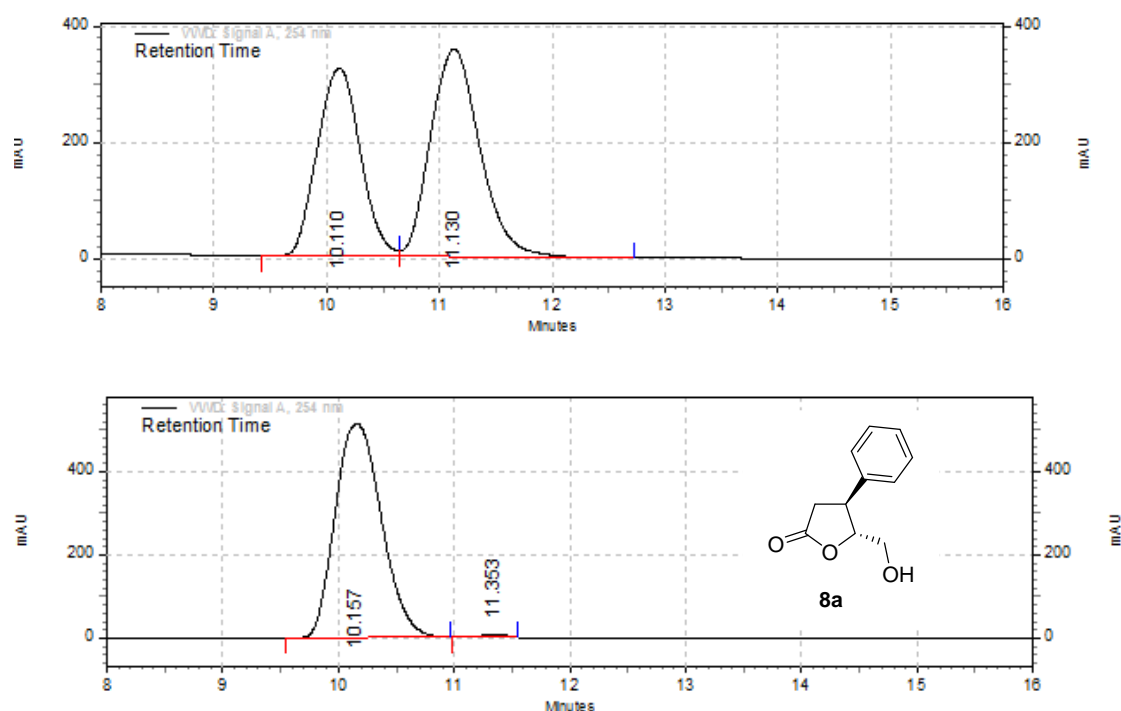 400 400
VWD: Signal A, 254 nm
Retention Time
mAU mAU
200 200
10.110 11.130
0 0
8 9 10 11 12 13 14 15 16
Minutes
VWD: Signal A, 254 nm
Retention Time
400 400
mAU mAU
200 200
10.157 11.353
0 0
O O OH
8a
8 9 10 11 12 13 14 15 16
Minutes